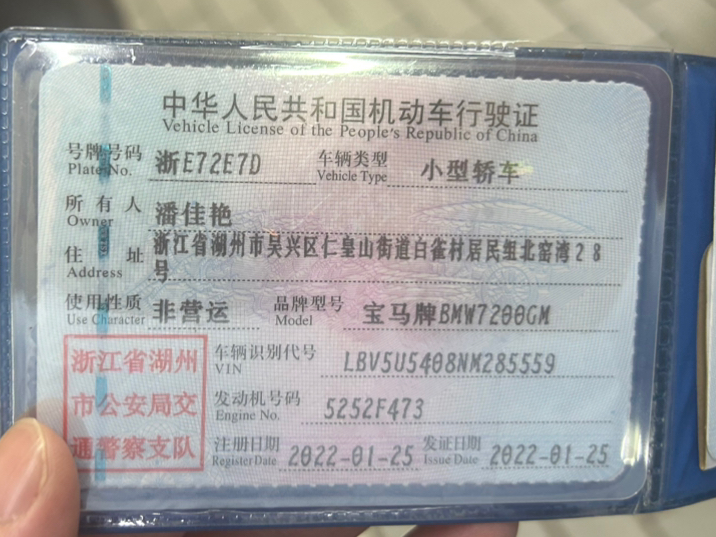 中华人民共和国机动车行驶证
Vehicle License of the People's Republic of China
号牌号码 浙E72E7D 车辆类型 小型轿车
Plate No. Vehicle Type
所有人 潘佳艳
Owner
住址 浙江省湖州市吴兴区仁皇山街道白雀村居民组北窑湾28
Address 号
使用性质 非营运 品牌型号 宝马牌BMW7200GM
Use Character Model
浙江省湖州 车辆识别代号 LBV5U5408NM285559
VIN
市公安局交 发动机号码 5252F473
Engine No.
通警察支队 注册日期 2022-01-25 发证日期 2022-01-25
Register Date Issue Date